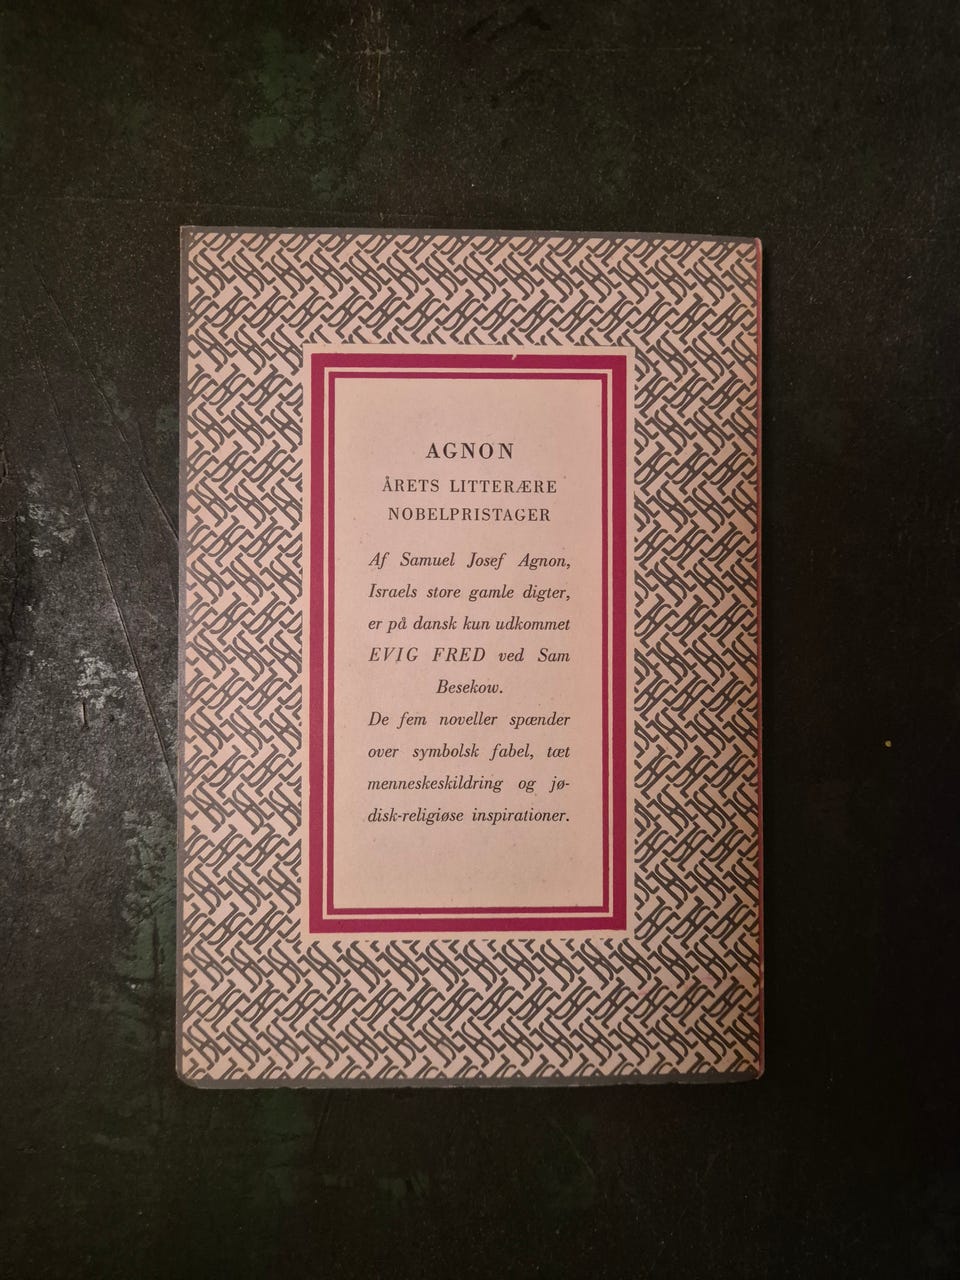 AGNON
ÅRETS LITTERÆRE
NOBELPRISTAGER
Af Samuel Josef Agnon,
Israels store gamle digter,
er på dansk kun udkommet
EVIG FRED ved Sam
Besekow.
De fem noveller spænder
over symbolsk fabel, tæt
menneskeskildring og jø-
disk-religiøse inspirationer.